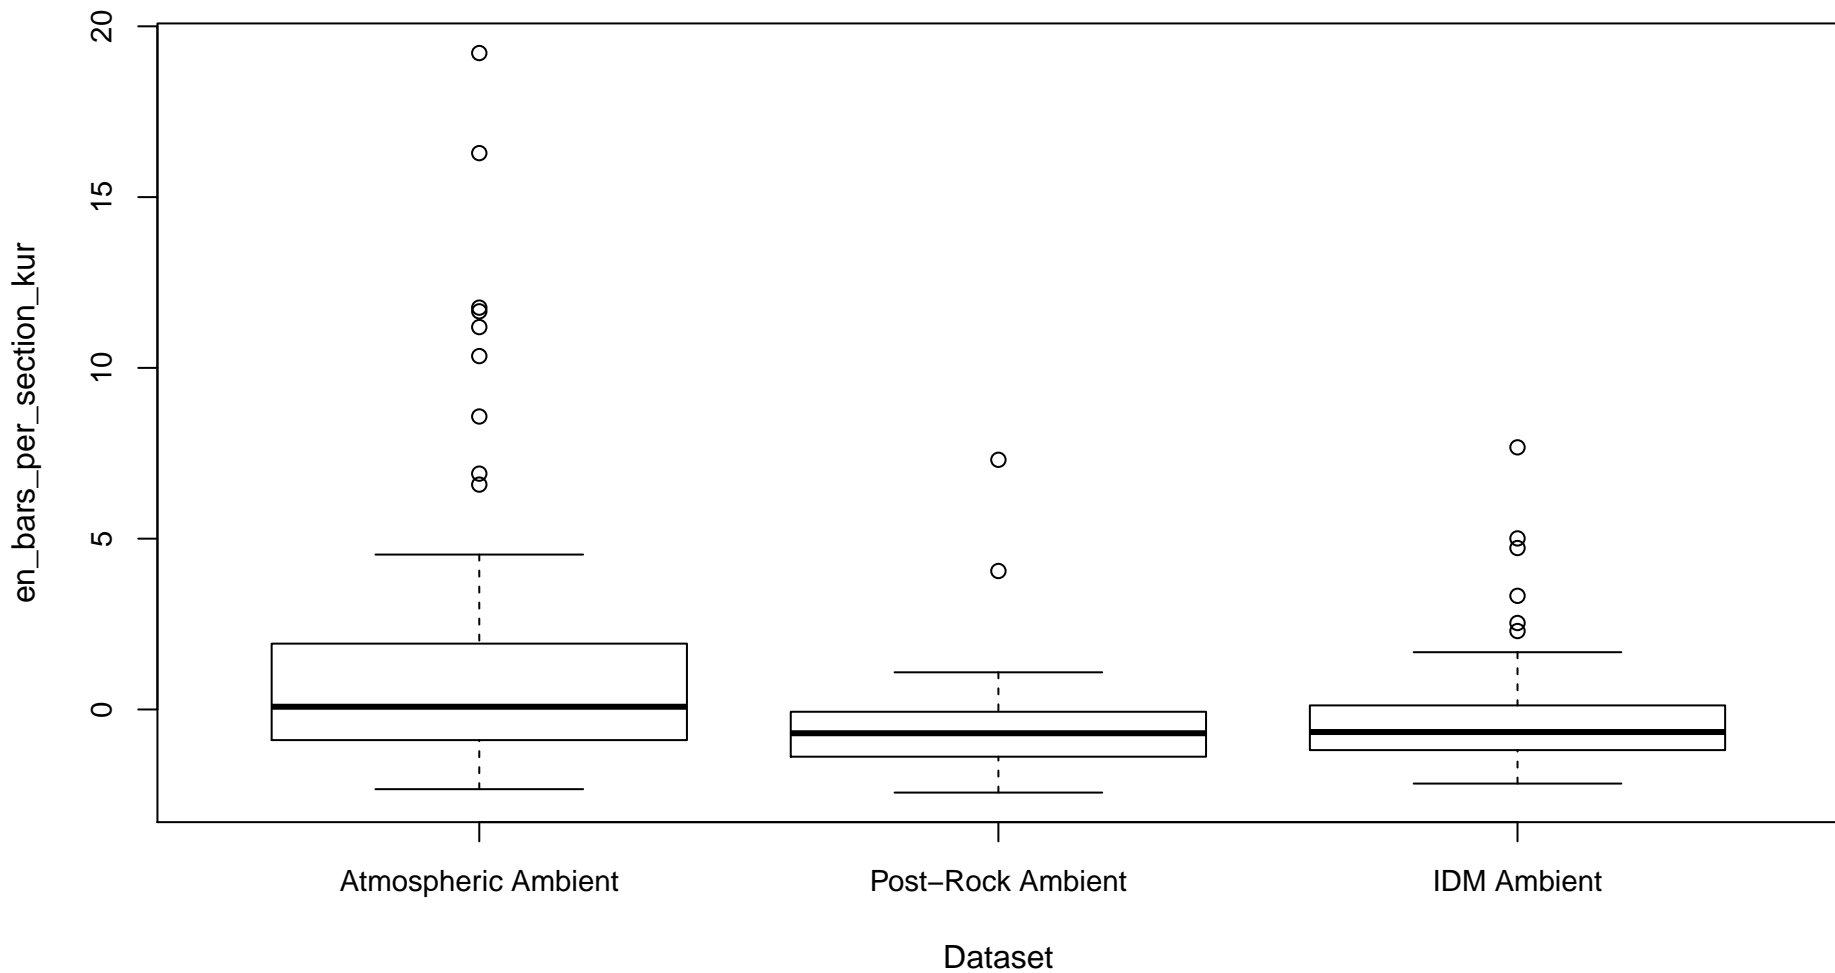 en_bars_per_section_kur
20
15
10
5
0
Atmospheric Ambient
Post−Rock Ambient
IDM Ambient
Dataset